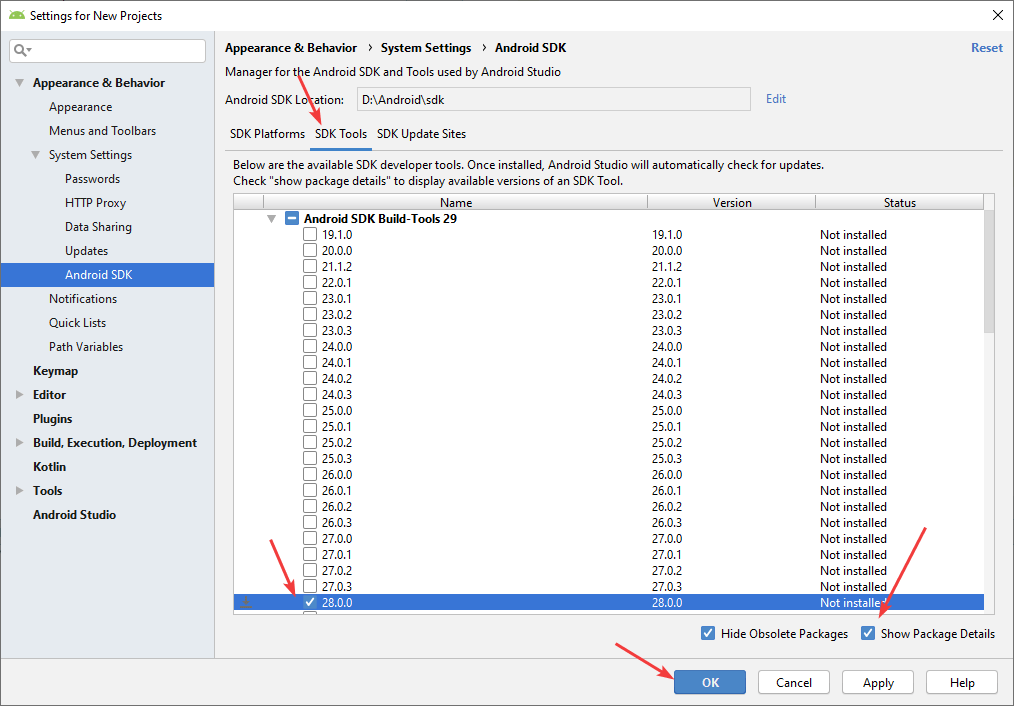 Settings for New Projects
Appearance & Behavior
Appearance
Menus and Toolbars
System Settings
Passwords
HTTP Proxy
Data Sharing
Updates
Android SDK
Notifications
Quick Lists
Path Variables
Keymap
Editor
Plugins
Build, Execution, Deployment
Kotlin
Tools
Android Studio
Appearance & Behavior › System Settings › Android SDK Reset
Manager for the Android SDK and Tools used by Android Studio
Android SDK Location: D:\Android\sdk Edit
SDK Platforms SDK Tools SDK Update Sites
Below are the available SDK developer tools. Once installed, Android Studio will automatically check for updates.
Check "show package details" to display available versions of an SDK Tool.
Name Version Status
Android SDK Build-Tools 29
19.1.0 19.1.0 Not installed
20.0.0 20.0.0 Not installed
21.1.2 21.1.2 Not installed
22.0.1 22.0.1 Not installed
23.0.1 23.0.1 Not installed
23.0.2 23.0.2 Not installed
23.0.3 23.0.3 Not installed
24.0.0 24.0.0 Not installed
24.0.1 24.0.1 Not installed
24.0.2 24.0.2 Not installed
24.0.3 24.0.3 Not installed
25.0.0 25.0.0 Not installed
25.0.1 25.0.1 Not installed
25.0.2 25.0.2 Not installed
25.0.3 25.0.3 Not installed
26.0.0 26.0.0 Not installed
26.0.1 26.0.1 Not installed
26.0.2 26.0.2 Not installed
26.0.3 26.0.3 Not installed
27.0.0 27.0.0 Not installed
27.0.1 27.0.1 Not installed
27.0.2 27.0.2 Not installed
27.0.3 27.0.3 Not installed
28.0.0 28.0.0 Not installed
Hide Obsolete Packages Show Package Details
OK Cancel Apply Help